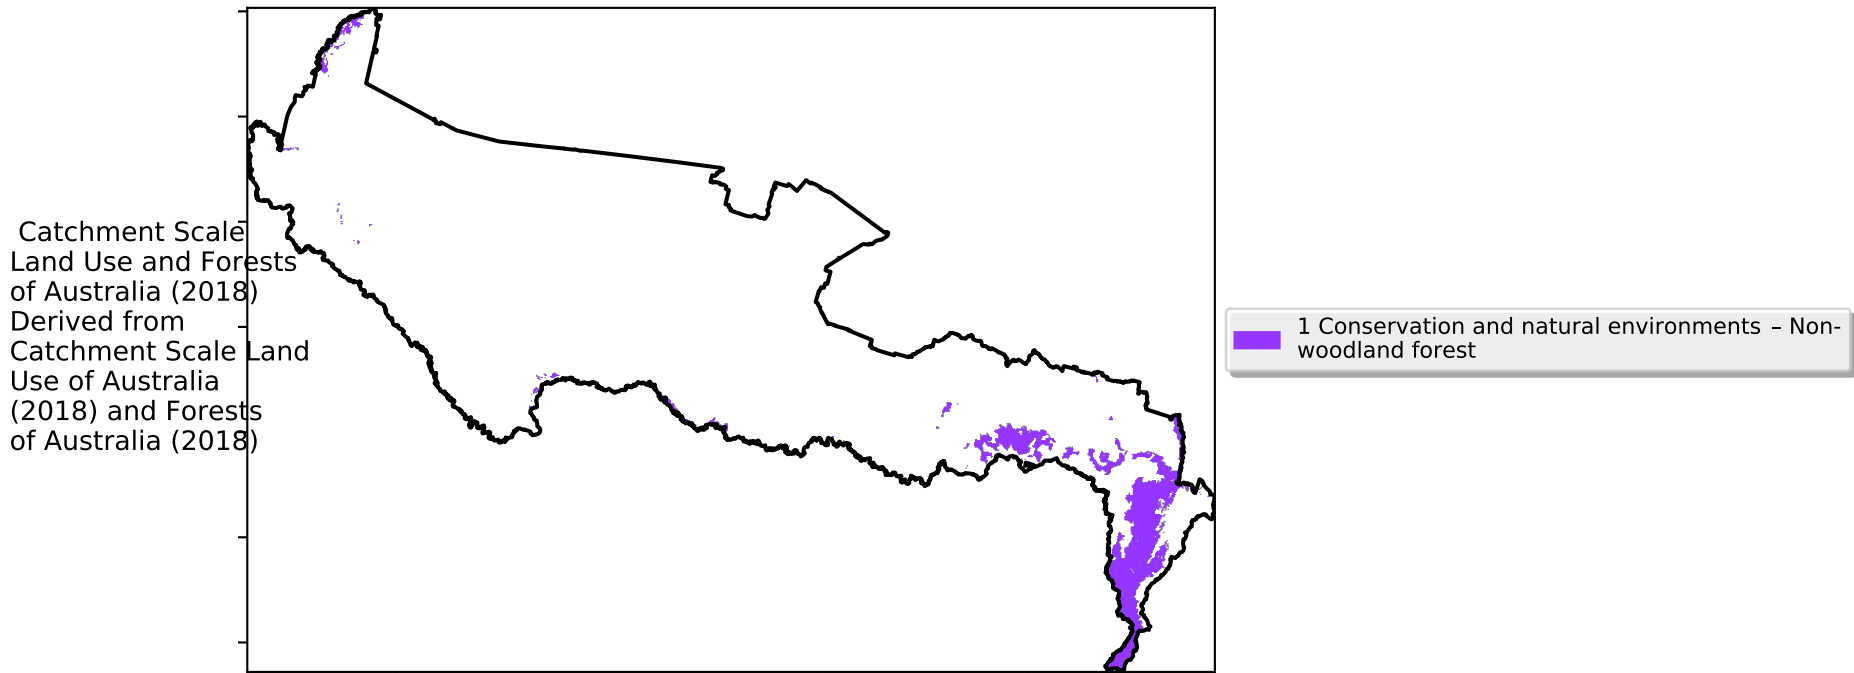 Catchment Scale
Land Use and Forests
of Australia (2018)
Derived from
Catchment Scale Land
Use of Australia
(2018) and Forests
of Australia (2018)
1 Conservation and natural environments – Non-
woodland forest